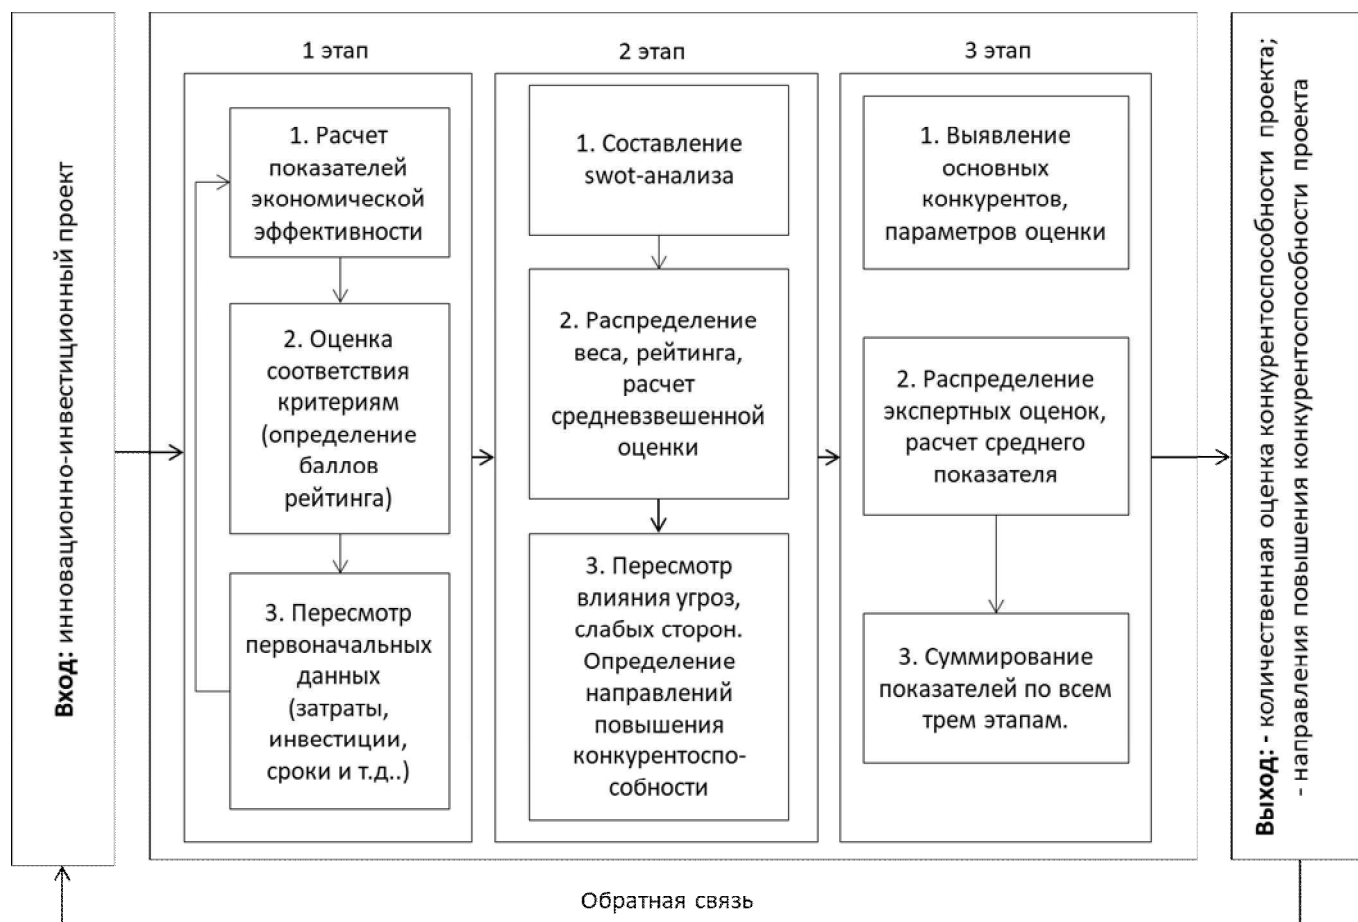 Вход: инновационно-инвестиционный проект
1 этап
1. Расчет
показателей
экономической
эффективности
2. Оценка
соответствия
критериям
(определение
баллов
рейтинга)
3. Пересмотр
первоначальных
данных
(затраты,
инвестиции,
сроки и т.д..)
2 этап
1. Составление
swot-анализа
2. Распределение
веса, рейтинга,
расчет
средневзвешенной
оценки
3. Пересмотр
влияния угроз,
слабых сторон.
Определение
направлений
повышения
конкурентоспо-
собности
3 этап
1. Выявление
основных
конкурентов,
параметров оценки
2. Распределение
экспертных оценок,
расчет среднего
показателя
3. Суммирование
показателей по всем
трем этапам.
Выход: - количественная оценка конкурентоспособности проекта;
- направления повышения конкурентоспособности проекта
Обратная связь